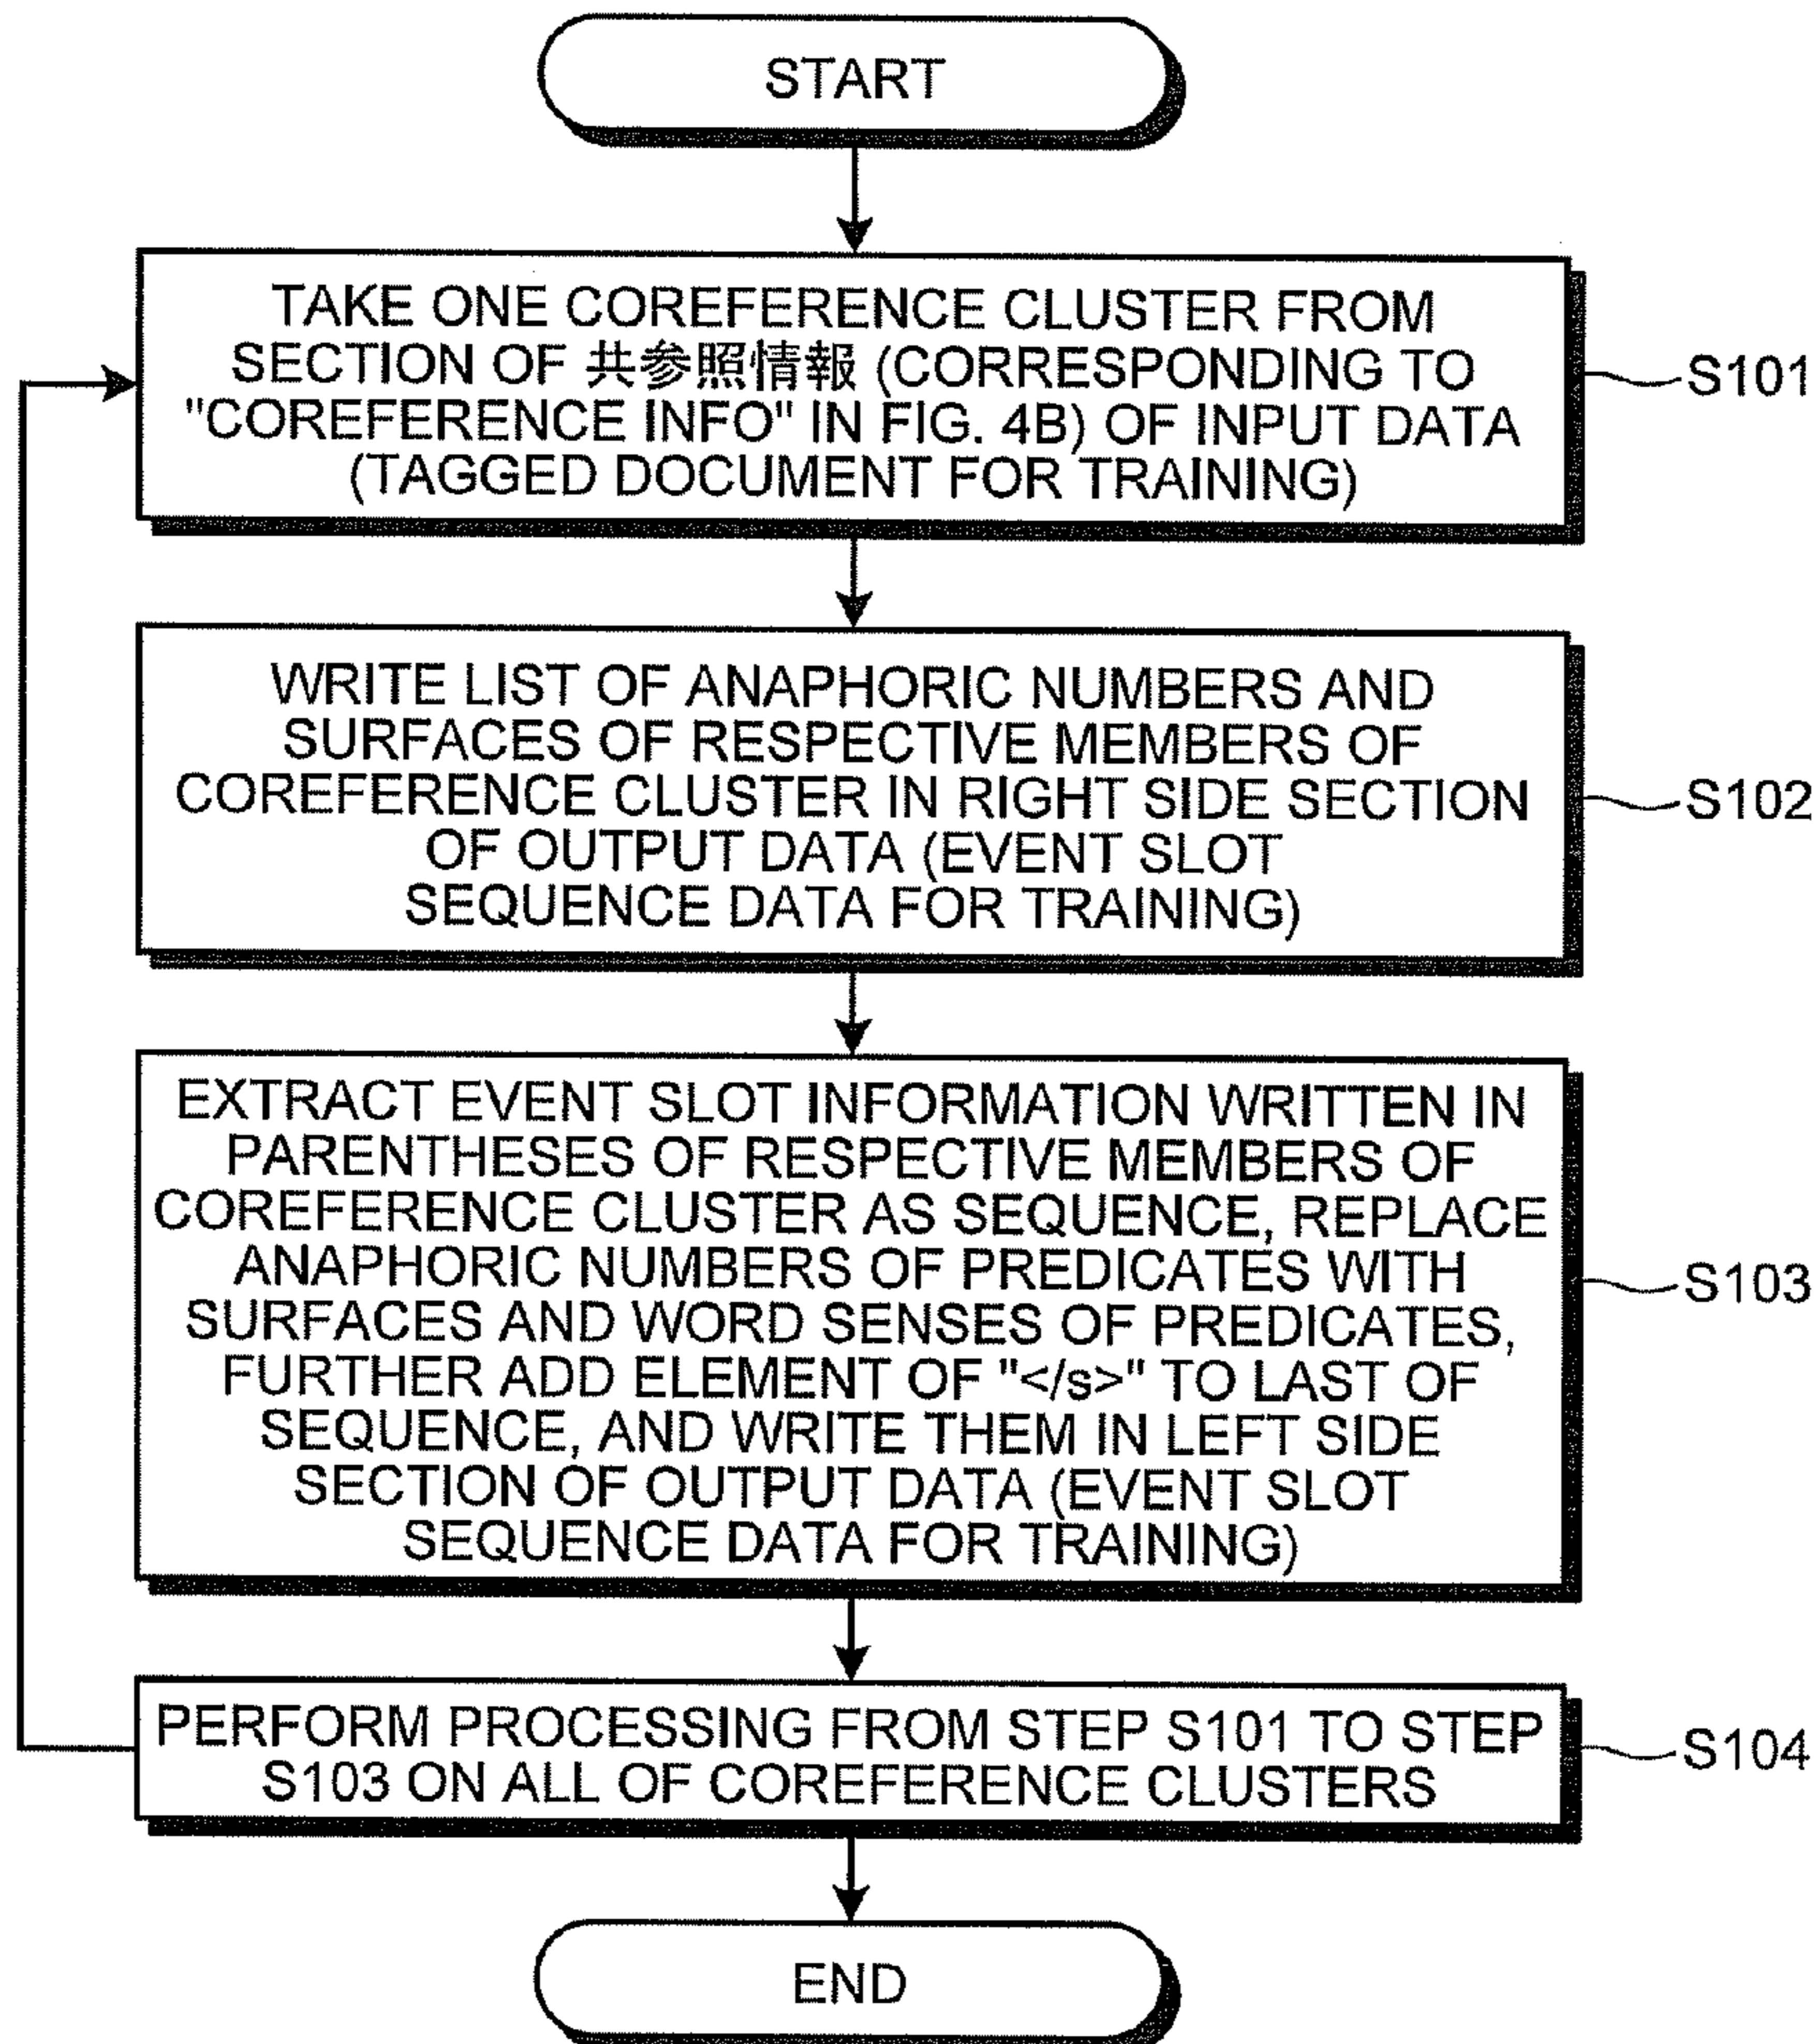 START
TAKE ONE COREFERENCE CLUSTER FROM
SECTION OF 共参照情報 (CORRESPONDING TO
"COREFERENCE INFO" IN FIG. 4B) OF INPUT DATA
(TAGGED DOCUMENT FOR TRAINING)
S101
WRITE LIST OF ANAPHORIC NUMBERS AND
SURFACES OF RESPECTIVE MEMBERS OF
COREFERENCE CLUSTER IN RIGHT SIDE SECTION
OF OUTPUT DATA (EVENT SLOT
SEQUENCE DATA FOR TRAINING)
S102
EXTRACT EVENT SLOT INFORMATION WRITTEN IN
PARENTHESES OF RESPECTIVE MEMBERS OF
COREFERENCE CLUSTER AS SEQUENCE, REPLACE
ANAPHORIC NUMBERS OF PREDICATES WITH
SURFACES AND WORD SENSES OF PREDICATES,
FURTHER ADD ELEMENT OF "</s>" TO LAST OF
SEQUENCE, AND WRITE THEM IN LEFT SIDE
SECTION OF OUTPUT DATA (EVENT SLOT
SEQUENCE DATA FOR TRAINING)
S103
PERFORM PROCESSING FROM STEP S101 TO STEP
S103 ON ALL OF COREFERENCE CLUSTERS
S104
END